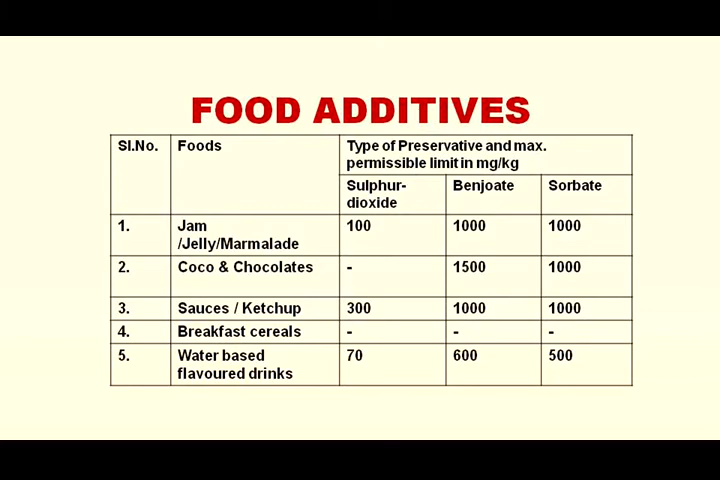 FOOD ADDITIVES
Sl.No. Foods Type of Preservative and max.
permissible limit in mg/kg
Sulphur- Benjoate Sorbate
dioxide
1. Jam 100 1000 1000
/Jelly/Marmalade
2. Coco & Chocolates - 1500 1000
3. Sauces / Ketchup 300 1000 1000
4. Breakfast cereals - - -
5. Water based 70 600 500
flavoured drinks